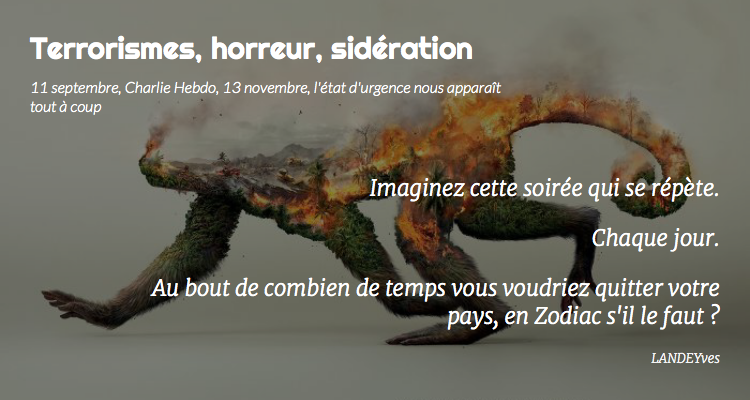 Terrorismes, horreur, sidération
11 septembre, Charlie Hebdo, 13 novembre, l'état d'urgence nous apparaît
tout à coup
Imaginez cette soirée qui se répète.
Chaque jour.
Au bout de combien de temps vous voudriez quitter votre
pays, en Zodiac s'il le faut ?
LANDEYves